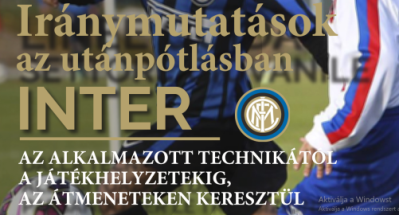 Iránymutatások
az utánpótlásban
INTER
AZ ALKALMAZOTT TECHNIKÁTÓL
A JÁTÉKHELYZETEKIG,
AZ ÁTMENETEKEN KERESZTÜL
Aktiválja a Windowst